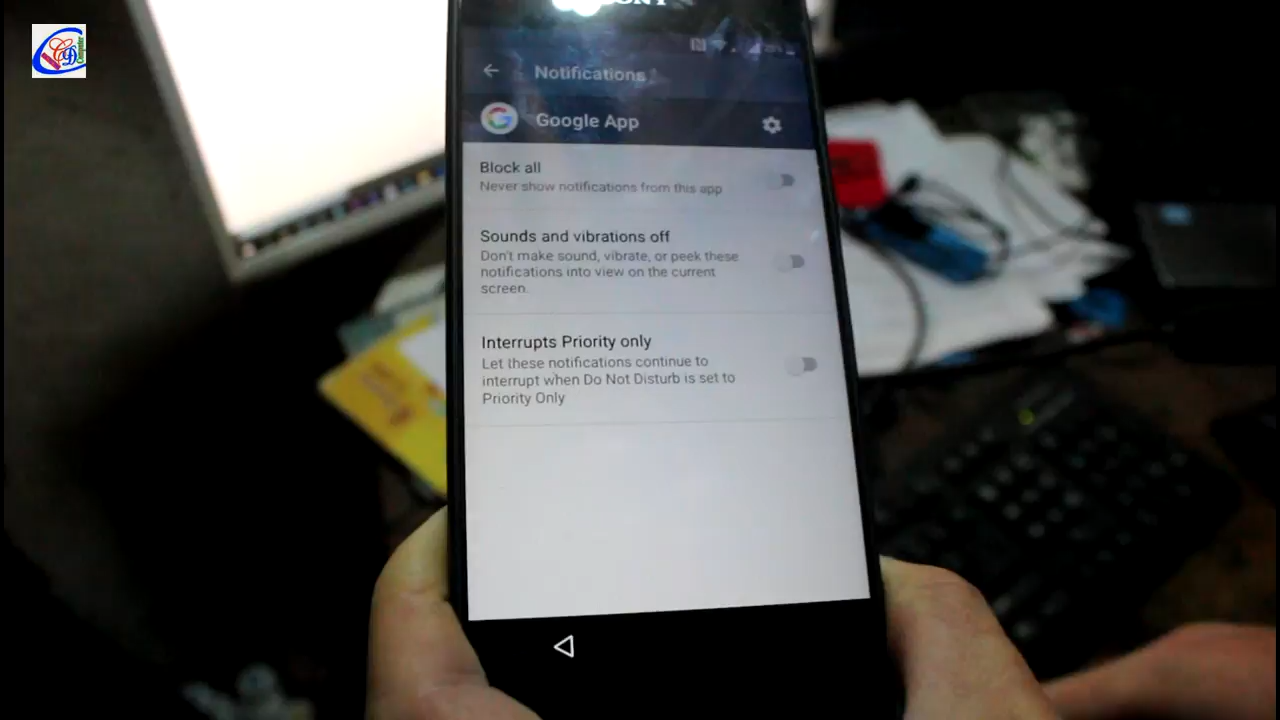 SONY
Notifications
Google App
Block all
Never show notifications from this app
Sounds and vibrations off
Don't make sound, vibrate, or peek these
notifications into view on the current
screen.
Interrupts Priority only
Let these notifications continue to
interrupt when Do Not Disturb is set to
Priority Only